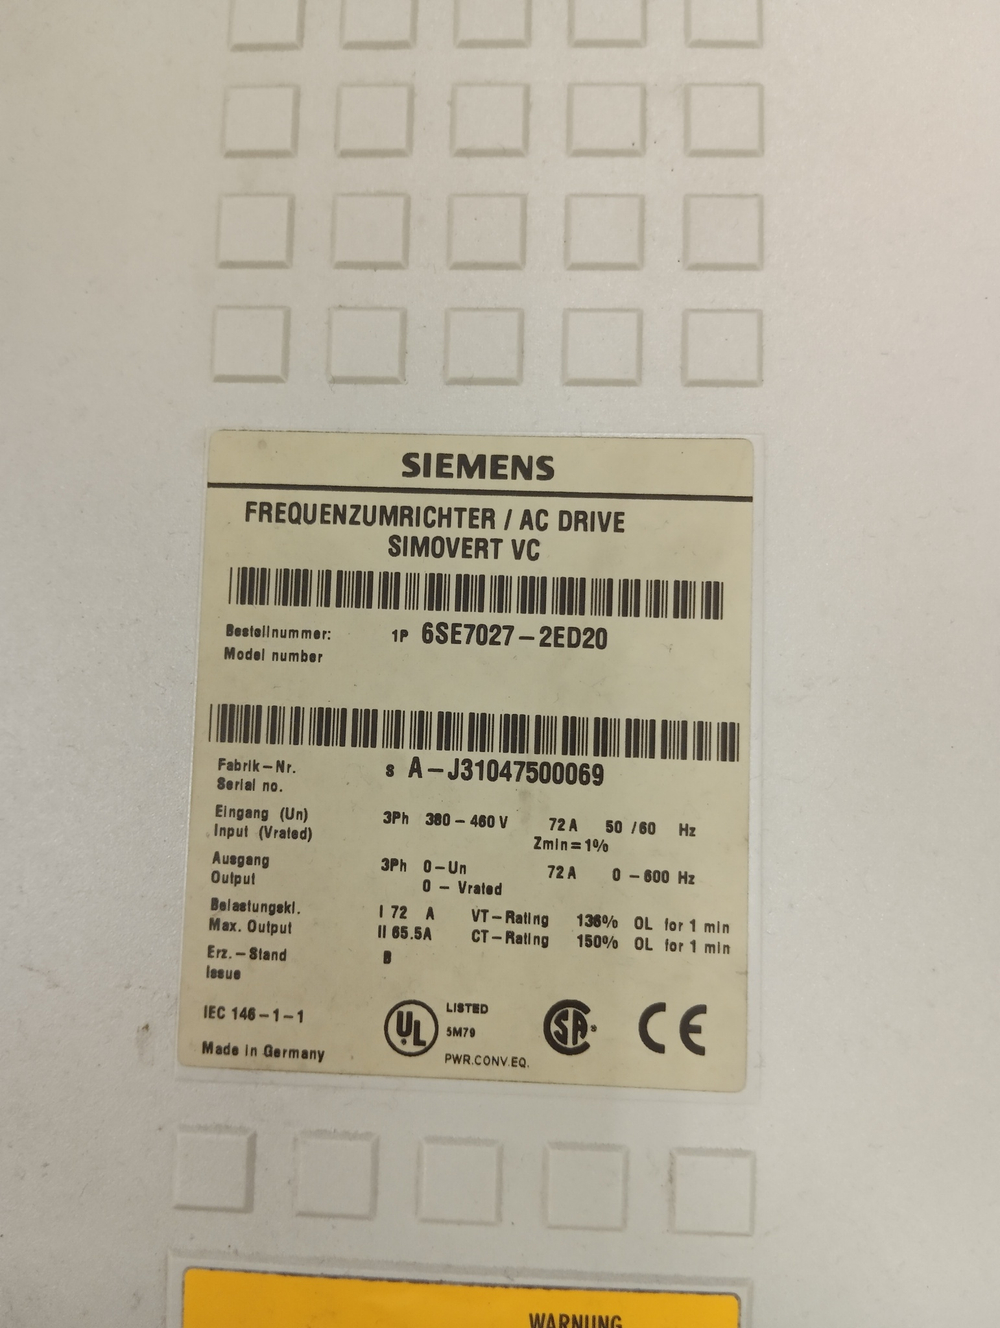 SIEMENS
FREQUENZUMRICHTER / AC DRIVE
SIMOVERT VC
Bestellnummer: 1P 6SE7027-2ED20
Model number
Fabrik-Nr. S A-J31047500069
Serial no.
Eingang (Un) 3Ph 380-460 V 72 A 50 /60 Hz
Input (Vrated) Zmin=1%
Ausgang 3Ph 0-Un 72 A 0 - 600 Hz
Output 0 - Vrated
Belastungskl. I 72 A VT-Rating 136% OL for 1 min
Max. Output II 65.5A CT-Rating 150% OL for 1 min
Erz.-Stand B
Issue
IEC 146-1-1
Made in Germany
UL LISTED
5M79
PWR.CONV.EQ.
SA
CE
WARNUNG